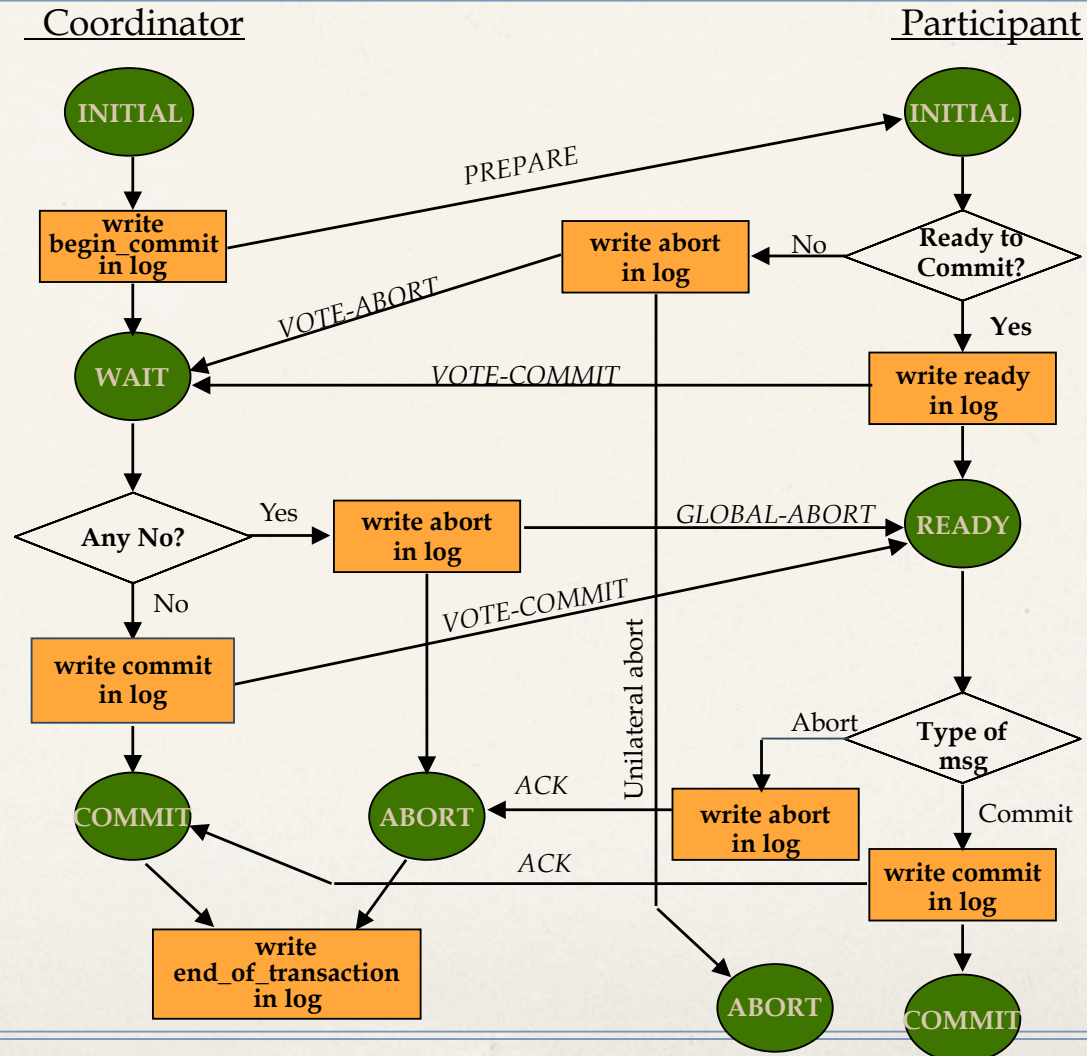 Coordinator
Participant
INITIAL
INITIAL
PREPARE
write
begin_commit
in log
write abort
in log
No
Ready to
Commit?
VOTE-ABORT
Yes
WAIT
VOTE-COMMIT
write ready
in log
Any No?
Yes
write abort
in log
GLOBAL-ABORT
READY
No
VOTE-COMMIT
write commit
in log
Unilateral abort
Abort
Type of
msg
COMMIT
ABORT
ACK
write abort
in log
Commit
ACK
write commit
in log
write
end_of_transaction
in log
ABORT
COMMIT